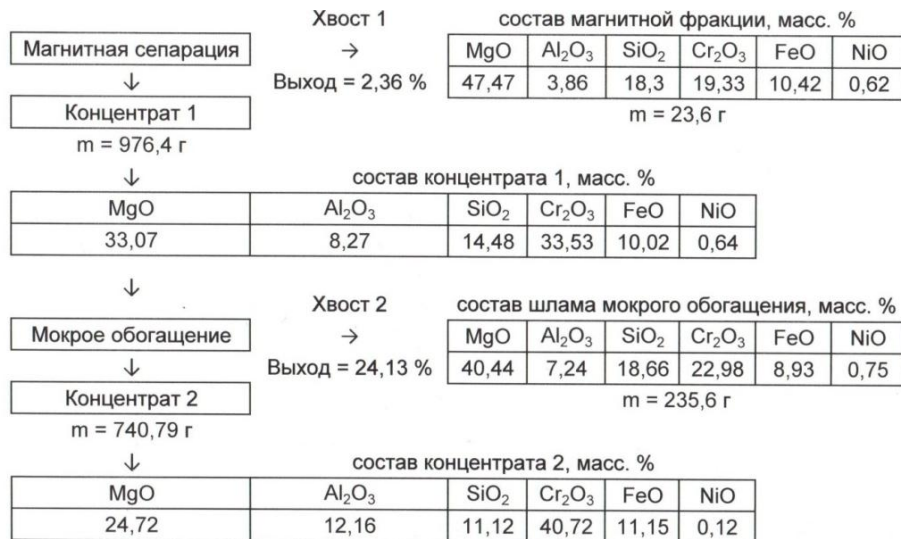 Хвост 1
состав магнитной фракции, масс. %
Магнитная сепарация
→
MgO Al₂O₃ SiO₂ Cr₂O₃ FeO NiO
↓
Выход = 2,36 %
47,47 3,86 18,3 19,33 10,42 0,62
Концентрат 1
m = 23,6 г
m = 976,4 г
↓
состав концентрата 1, масс. %
MgO Al₂O₃ SiO₂ Cr₂O₃ FeO NiO
33,07 8,27 14,48 33,53 10,02 0,64
↓
Хвост 2
состав шлама мокрого обогащения, масс. %
Мокрое обогащение
→
MgO Al₂O₃ SiO₂ Cr₂O₃ FeO NiO
↓
Выход = 24,13 %
40,44 7,24 18,66 22,98 8,93 0,75
Концентрат 2
m = 235,6 г
m = 740,79 г
↓
состав концентрата 2, масс. %
MgO Al₂O₃ SiO₂ Cr₂O₃ FeO NiO
24,72 12,16 11,12 40,72 11,15 0,12